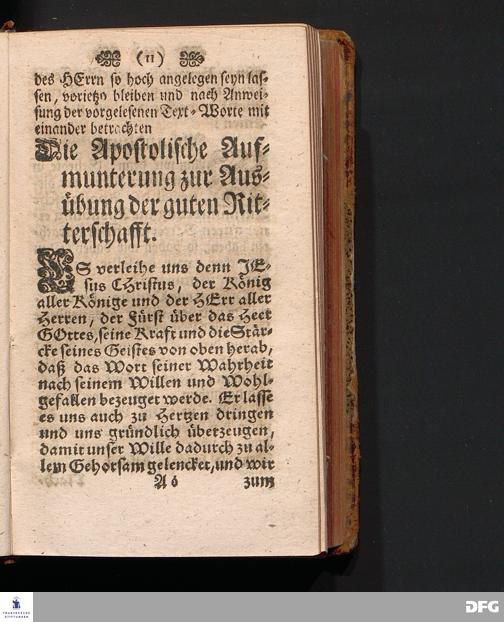 (11)
des HErrn so hoch angelegen seyn las-
sen, vorietzo bleiben und nach Anwei-
sung der vorgelesenen Text-Worte mit
einander betrachten
Die Apostolische Auf-
munterung zur Aus-
übung der guten Rit-
terschafft.
ES verleihe uns denn JE-
sus CHristus, der König
aller Könige und der HErr aller
Herren, der Fürst über das Heer
GOttes, seine Kraft und die Stär-
cke seines Geistes von oben herab,
daß das Wort seiner Wahrheit
nach seinem Willen und Wohl-
gefallen bezeuget werde. Er lasse
es uns auch zu Hertzen dringen
und uns gründlich überzeugen,
damit unser Wille dadurch zu al-
lem Gehorsam gelencket, und wir
A 6 zum
FRANCKESCHE
STIFTUNGEN
DFG